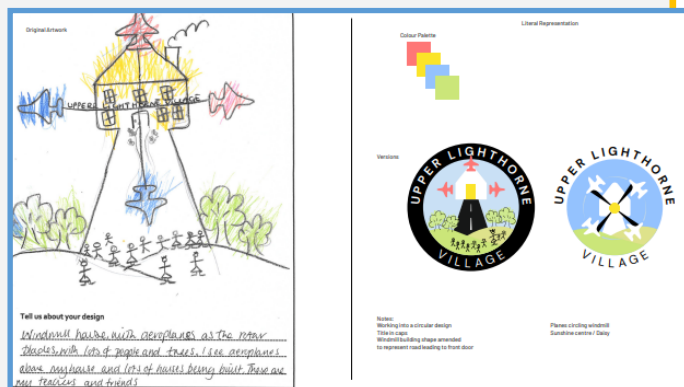 Original Artwork
UPPER LIGHTHORNE VILLAGE
Tell us about your design
Windmill house, with aeroplanes as the
blades, with lots of people and trees. I see aeroplanes
above my house and lots of houses being built. These are
my teachers and friends
Literal Representation
Colour Palette
Versions:
UPPER LIGHTHORNE
VILLAGE
UPPER LIGHTHORNE
VILLAGE
Notes:
Working into a circular design
Title in caps
Windmill building shape amended
to represent road leading to front door
Planes circling windmill
Sunshine centre / Daisy